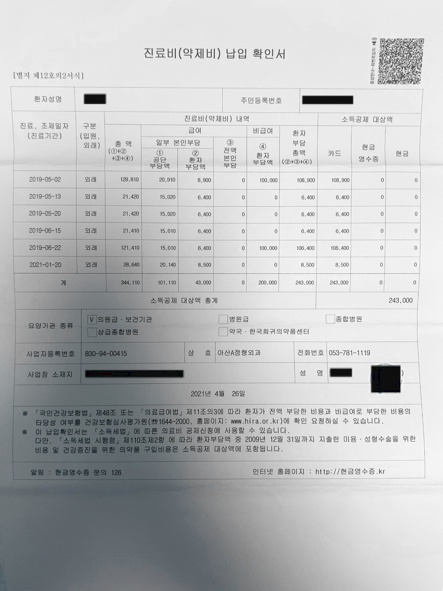 진료비(약제비) 납입 확인서
[별지 제12호의2서식]
환자성명 주민등록번호
진료, 조제일자 (진료기간) 구분 (입원, 외래) 진료비(약제비) 내역 소득공제 대상액
총 액 (①+② +③+④) 급여 비급여 환자 부담 총액 (②+③+④) 카드 현금 영수증 현금
일부 본인부담 ③ 전액 본인 부담 ④ 환자 부담액
① 공단 부담액 ② 환자 부담액
2019-05-02 외래 129,810 20,910 8,900 0 100,000 108,900 108,900 0 0
2019-05-13 외래 21,420 15,020 6,400 0 0 6,400 6,400 0 0
2019-05-20 외래 21,420 15,020 6,400 0 0 6,400 6,400 0 0
2019-06-15 외래 21,410 15,010 6,400 0 0 6,400 6,400 0 0
2019-06-22 외래 121,410 15,010 6,400 0 100,000 106,400 106,400 0 0
2021-01-20 외래 28,640 20,140 8,500 0 0 8,500 8,500 0 0
계 344,110 101,110 43,000 0 200,000 243,000 243,000 0 0
소득공제 대상액 총계 243,000
요양기관 종류 V 의원급·보건기관 병원급 종합병원
상급종합병원 약국·한국희귀의약품센터
사업자등록번호 800-94-00415 상 호 아산A정형외과 전화번호 053-781-1119
사업장 소재지 성 명 )
2021년 4월 26일
※ 「국민건강보험법」제48조 또는 「의료급여법」제11조의3에 따라 환자가 전액 부담한 비용과 비급여로 부담한 비용의
타당성 여부를 건강보험심사평가원(☎1644-2000, 홈페이지: www.hira.or.kr)에 확인 요청하실 수 있습니다.
※ 이 납입확인서는 「소득세법」에 따른 의료비 공제신청에 사용할 수 있습니다.
다만, 「소득세법 시행령」제110조제2항 에 따라 환자부담액 중 2009년 12월 31일까지 지출한 미용·성형수술을 위한
비용 및 건강증진을 위한 의약품 구입비용은 소득공제 대상액에 포함됩니다.
알림 : 현금영수증 문의 126 인터넷 홈페이지 : http://현금영수증.kr